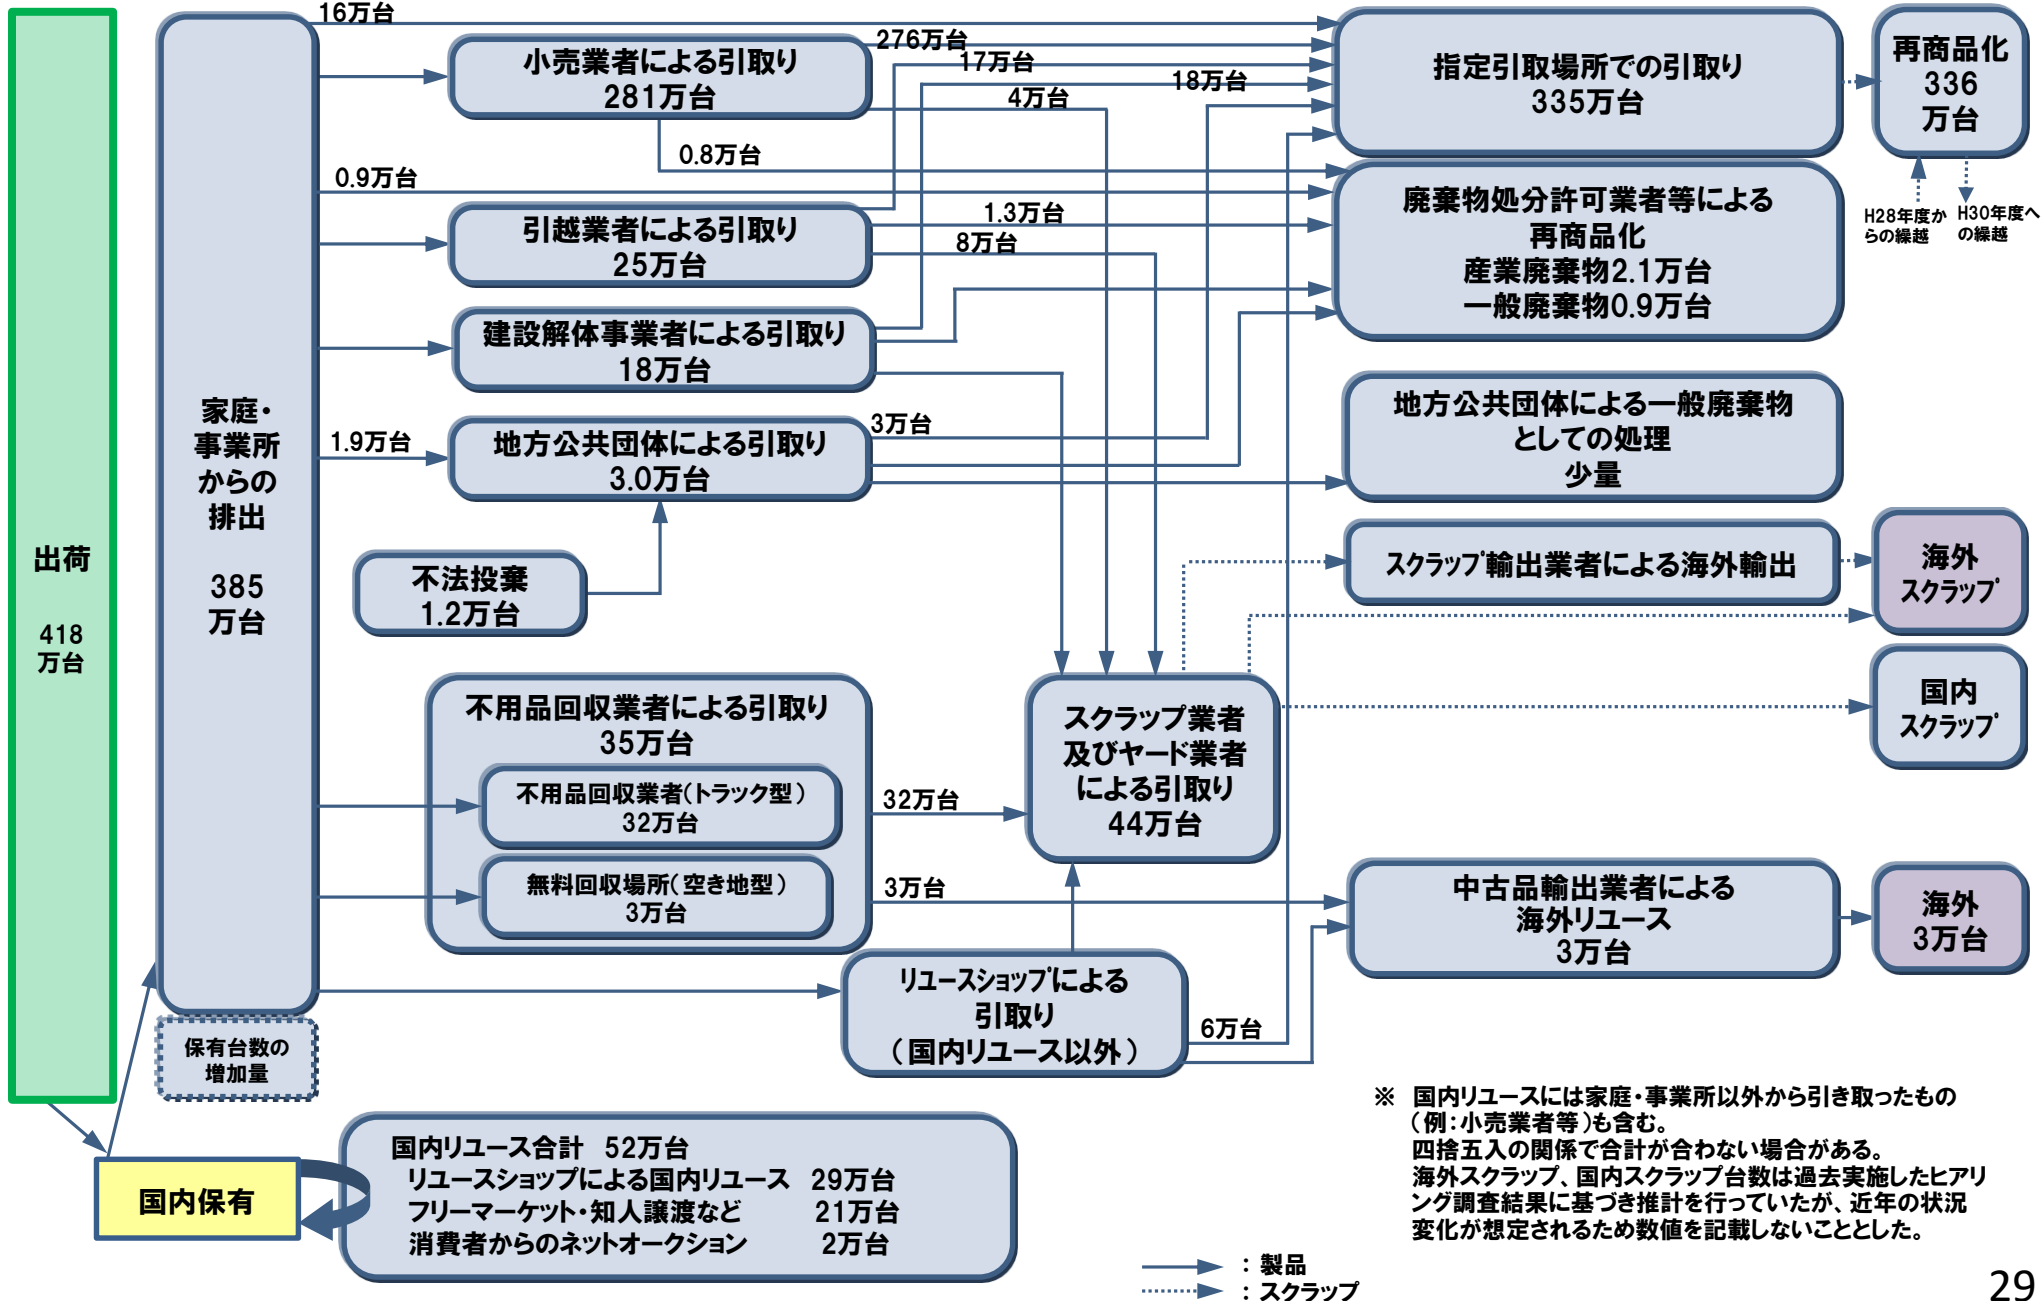 出荷
418
万台
家庭・
事業所
からの
排出
385
万台
保有台数の
増加量
国内保有
16万台
小売業者による引取り
281万台
276万台
17万台
18万台
4万台
0.8万台
0.9万台
引越業者による引取り
25万台
1.3万台
8万台
建設解体事業者による引取り
18万台
1.9万台
地方公共団体による引取り
3.0万台
3万台
不法投棄
1.2万台
不用品回収業者による引取り
35万台
不用品回収業者(トラック型)
32万台
無料回収場所(空き地型)
3万台
32万台
3万台
リユースショップによる
引取り
(国内リユース以外)
6万台
スクラップ業者
及びヤード業者
による引取り
44万台
指定引取場所での引取り
335万台
再商品化
336
万台
H28年度か
らの繰越
H30年度へ
の繰越
廃棄物処分許可業者等による
再商品化
産業廃棄物2.1万台
一般廃棄物0.9万台
地方公共団体による一般廃棄物
としての処理
少量
スクラップ輸出業者による海外輸出
海外
スクラップ
国内
スクラップ
中古品輸出業者による
海外リユース
3万台
海外
3万台
国内リユース合計 52万台
リユースショップによる国内リユース 29万台
フリーマーケット・知人譲渡など 21万台
消費者からのネットオークション 2万台
※ 国内リユースには家庭・事業所以外から引き取ったもの
(例:小売業者等)も含む。
四捨五入の関係で合計が合わない場合がある。
海外スクラップ、国内スクラップ台数は過去実施したヒアリ
ング調査結果に基づき推計を行っていたが、近年の状況
変化が想定されるため数値を記載しないこととした。
:製品
:スクラップ
29